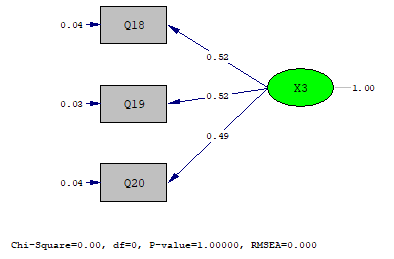 0.04 Q18
0.52
X3 1.00
0.03 Q19 0.52
0.49
0.04 Q20
Chi-Square=0.00, df=0, P-value=1.00000, RMSEA=0.000